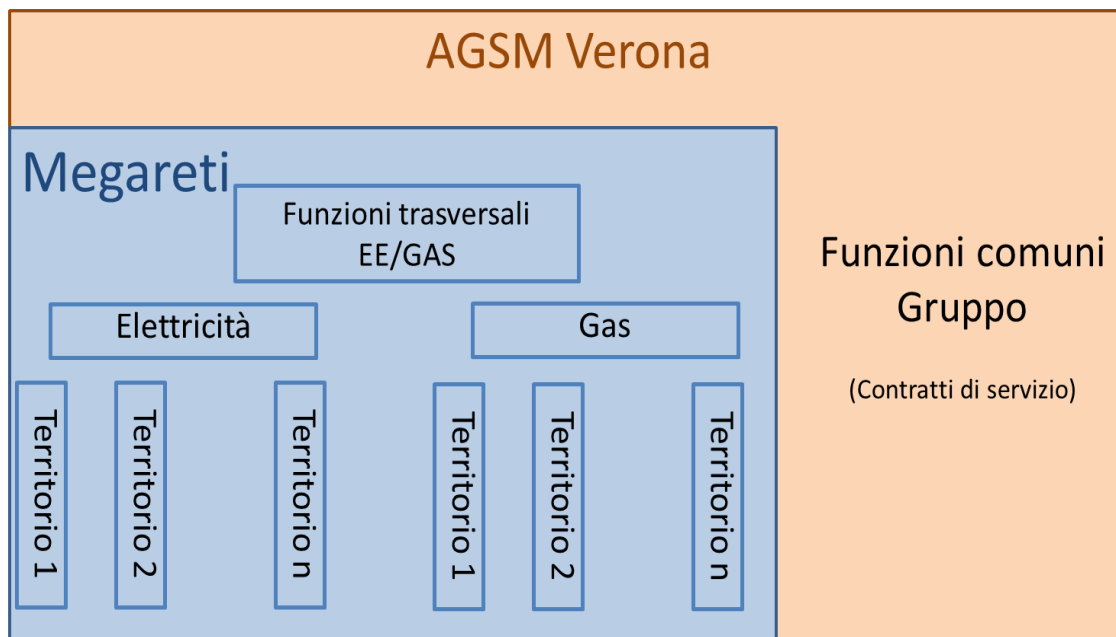 AGSM Verona
Megareti
Funzioni trasversali
EE/GAS
Elettricità
Gas
Territorio 1
Territorio 2
Territorio n
Territorio 1
Territorio 2
Territorio n
Funzioni comuni
Gruppo
(Contratti di servizio)